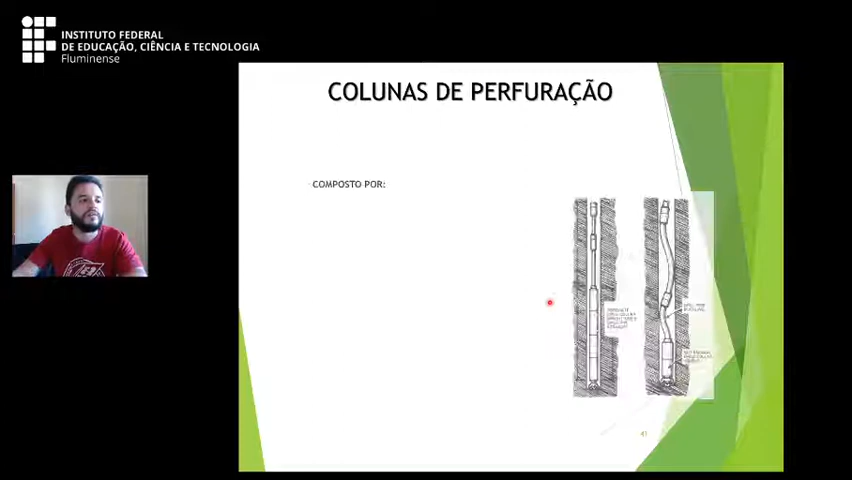 INSTITUTO FEDERAL
DE EDUCAÇÃO, CIÊNCIA E TECNOLOGIA
Fluminense
COLUNAS DE PERFURAÇÃO
COMPOSTO POR: